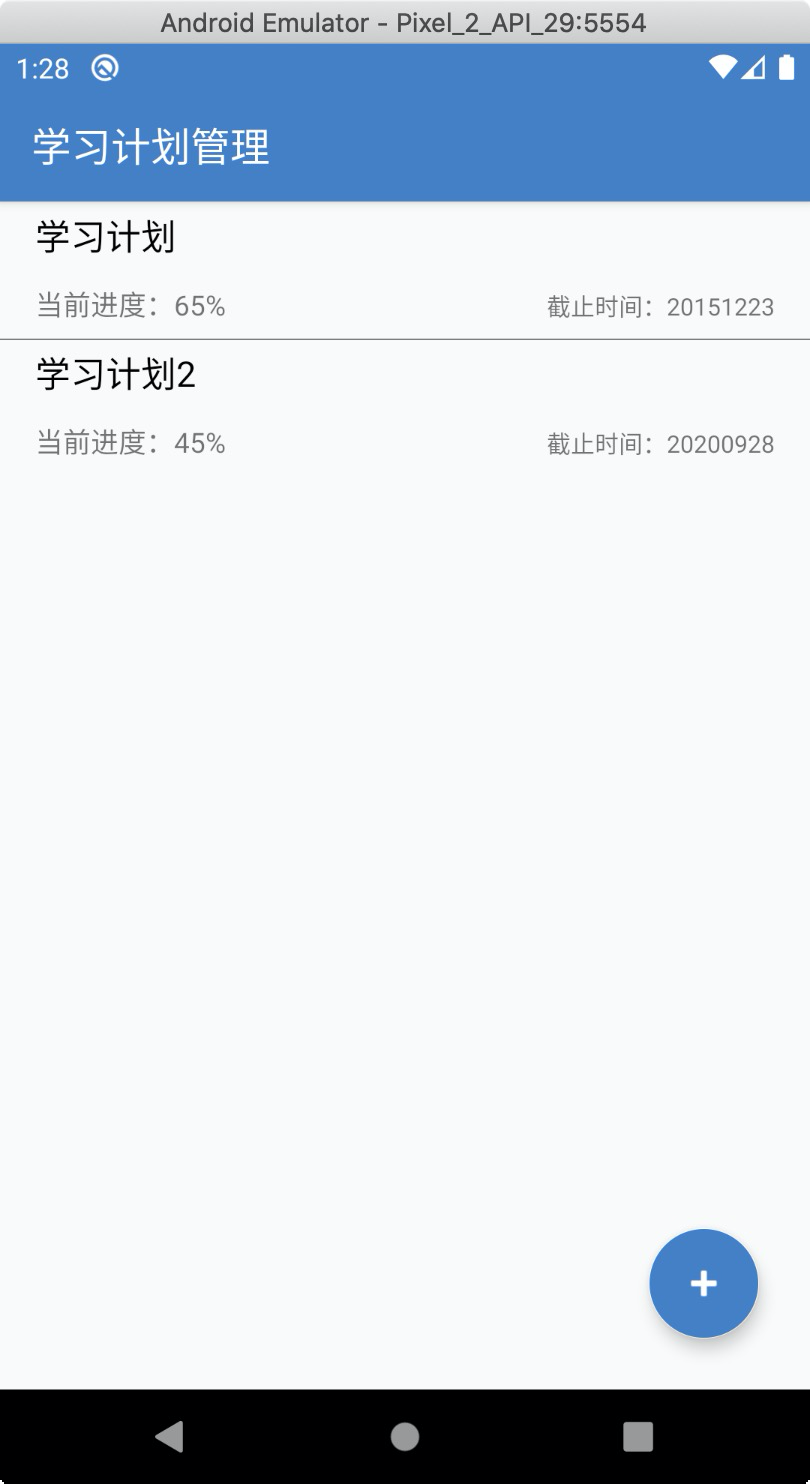 Android Emulator - Pixel_2_API_29:5554
1:28
学习计划管理
学习计划
当前进度：65% 截止时间：20151223
学习计划2
当前进度：45% 截止时间：20200928